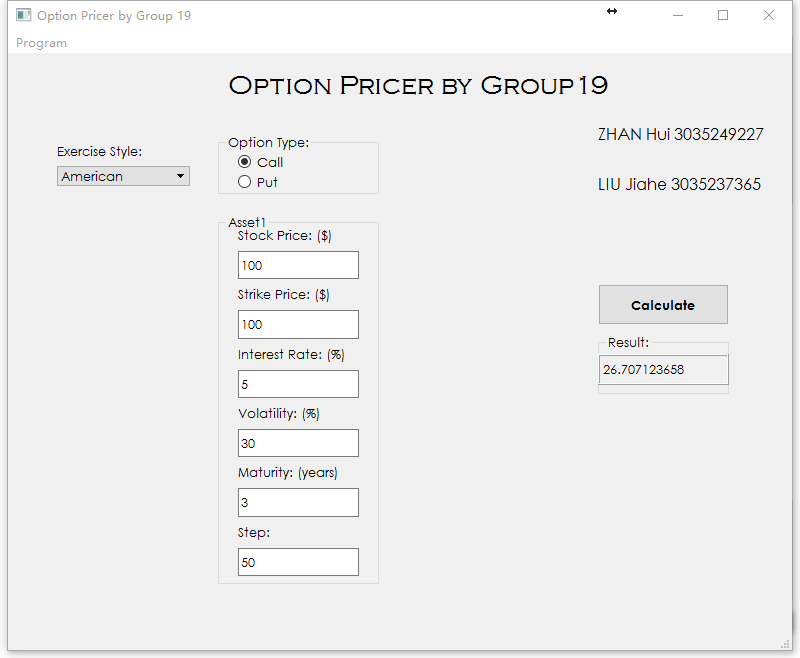 Option Pricer by Group 19
Program
Option Pricer by Group19
ZHAN Hui 3035249227
LIU Jiahe 3035237365
Exercise Style:
American
Option Type:
Call
Put
Asset1
Stock Price: ($)
100
Strike Price: ($)
100
Interest Rate: (%)
5
Volatility: (%)
30
Maturity: (years)
3
Step:
50
Calculate
Result:
26.707123658